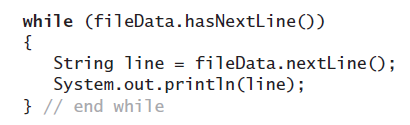 while (fileData.hasNextLine())
{
   String line = fileData.nextLine();
   System.out.println(line);
} // end while